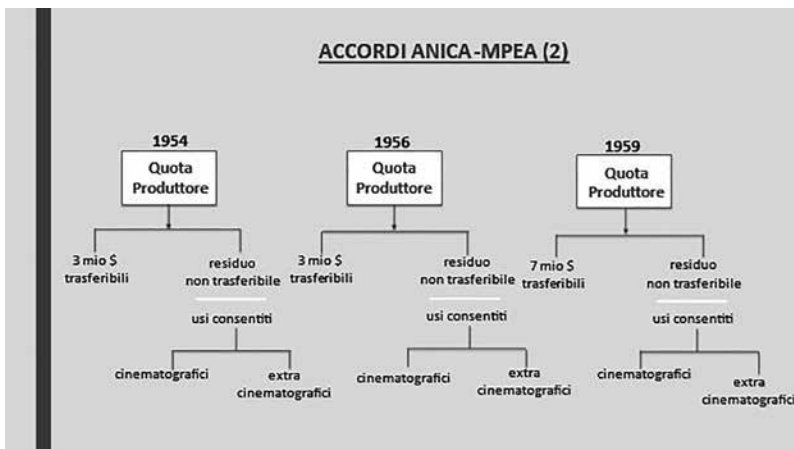 ACCORDI ANICA-MPEA (2)
1954
Quota
Produttore
3 mio $
trasferibili
residuo
non trasferibile
usi consentiti
cinematografici
extra
cinematografici
1956
Quota
Produttore
3 mio $
trasferibili
residuo
non trasferibile
usi consentiti
cinematografici
extra
cinematografici
1959
Quota
Produttore
7 mio $
trasferibili
residuo
non trasferibile
usi consentiti
cinematografici
extra
cinematografici